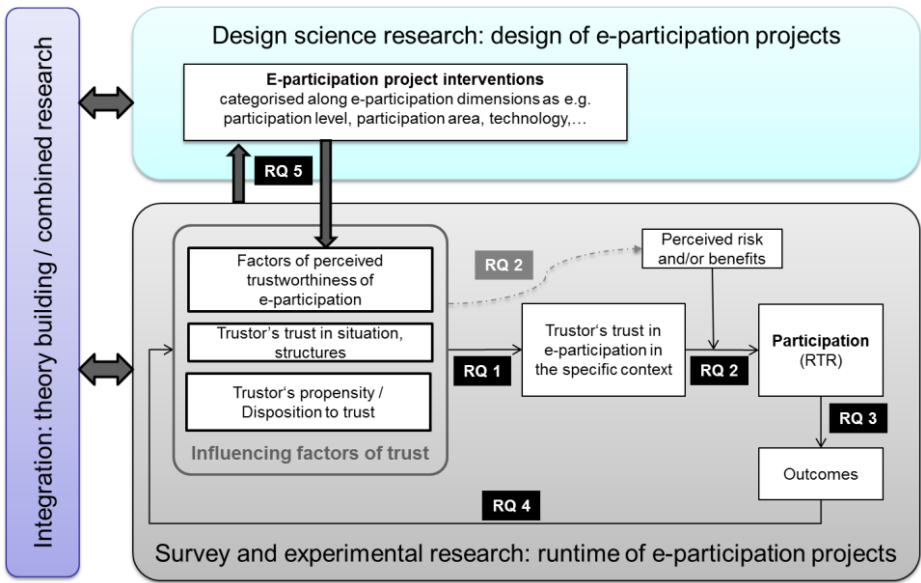 Integration: theory building / combined research
Design science research: design of e-participation projects
E-participation project interventions
categorised along e-participation dimensions as e.g.
participation level, participation area, technology,…
RQ 5
Factors of perceived
trustworthiness of
e-participation
Trustor's trust in situation,
structures
Trustor‘s propensity /
Disposition to trust
Influencing factors of trust
RQ 2
Perceived risk
and/or benefits
RQ 1
Trustor‘s trust in
e-participation in
the specific context
RQ 2
Participation
(RTR)
RQ 3
Outcomes
RQ 4
Survey and experimental research: runtime of e-participation projects